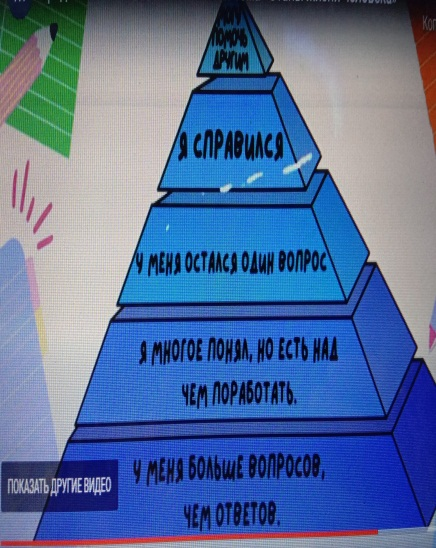 помочь
другим
я справился
у меня остался один вопрос
я многое понял, но есть над
чем поработать.
у меня больше вопросов,
чем ответов.
ПОКАЗАТЬ ДРУГИЕ ВИДЕО